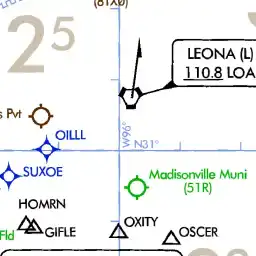 (81X0)
2 5
LEONA (L)
110.8 LOA
s Pvt
OILLL
W96°
N31°
SUXOE
Madisonville Muni
(51R)
HOMRN
GIFLE
Fld
OXITY
OSCER